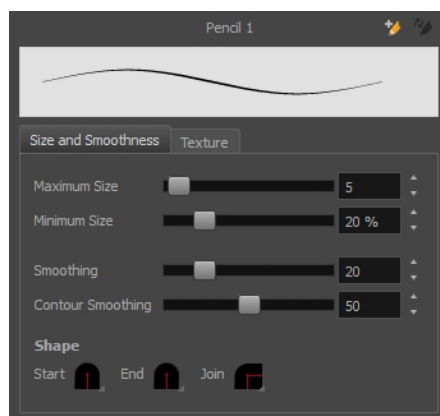 Pencil 1
Size and Smoothness Texture
Maximum Size 5
Minimum Size 20 %
Smoothing 20
Contour Smoothing 50
Shape
Start End Join